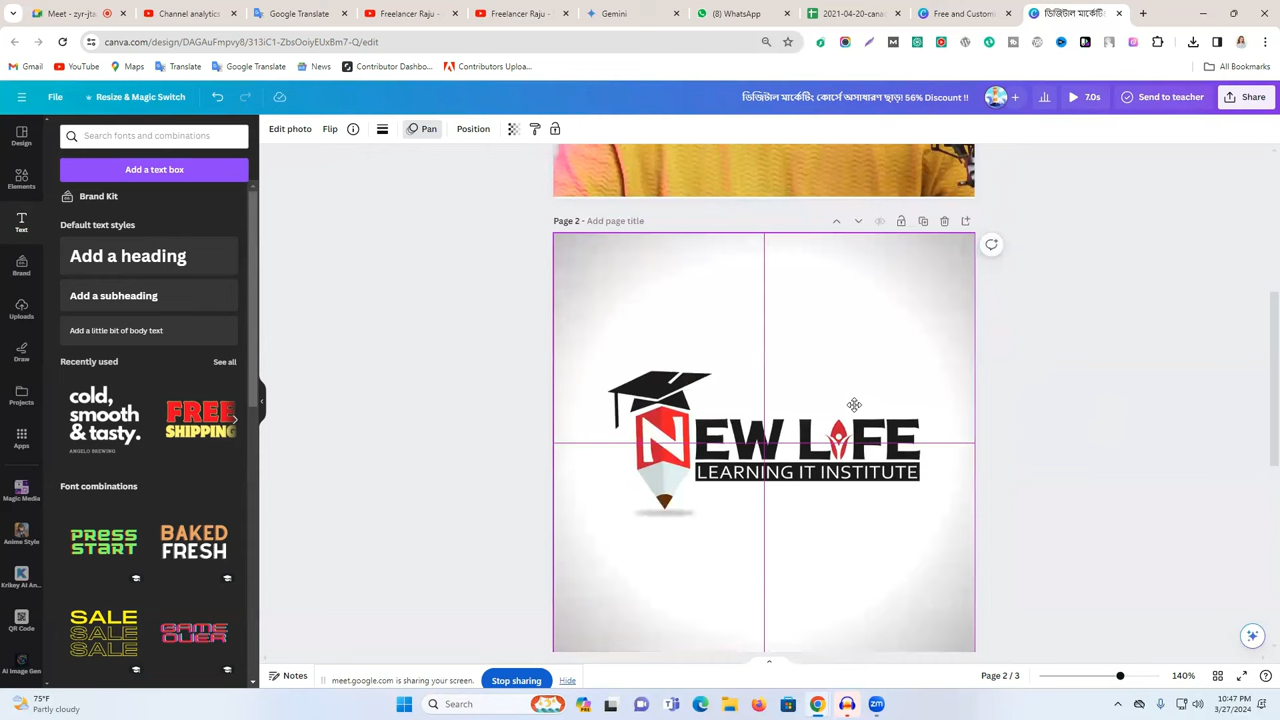 Meet - zyr-jta
Channel analytics
Google Translate
Freelancer Raju -
Freelancer Raju -
Gemini
(8) WhatsApp
2021-04-20-canap
Free and Custom
ডিজিটাল মার্কেটিং
canva.com/design/DAGAuFmpvy8/313iC1-ZbsOoiyEUxBm7-Q/edit
Gmail
YouTube
Maps
Translate
Google Translate
News
Contributor Dashbo...
Contributors Uploa...
All Bookmarks
File
Resize & Magic Switch
ডিজিটাল মার্কেটিং কোর্সে অসাধারণ ছাড়! 56% Discount !!
7.0s
Send to teacher
Share
Search fonts and combinations
Edit photo
Flip
Pan
Position
Add a text box
Brand Kit
Default text styles
Add a heading
Add a subheading
Add a little bit of body text
Recently used
See all
cold,
smooth
& tasty.
ANGELO BREWING
FREE
SHIPPING
Font combinations
PRESS
START
BAKED
FRESH
SALE
SALE
SALE
GAME
OVER
Design
Elements
Text
Brand
Uploads
Draw
Projects
Apps
Magic Media
Anime Style
Krikey AI An...
QR Code
AI Image Gen
Page 2 - Add page title
NEW LIFE
LEARNING IT INSTITUTE
Notes
meet.google.com is sharing your screen.
Stop sharing
Hide
Page 2 / 3
140%
75°F
Partly cloudy
Search
10:47 PM
3/27/2024